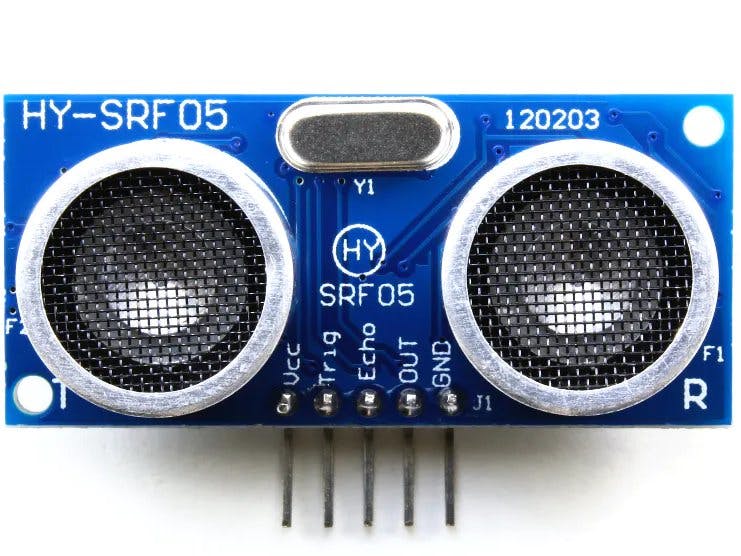 HY-SRF05
120203
Y1
HY
SRF05
Vcc
Trig
Echo
OUT
GND
J1
F2
F1
T
R